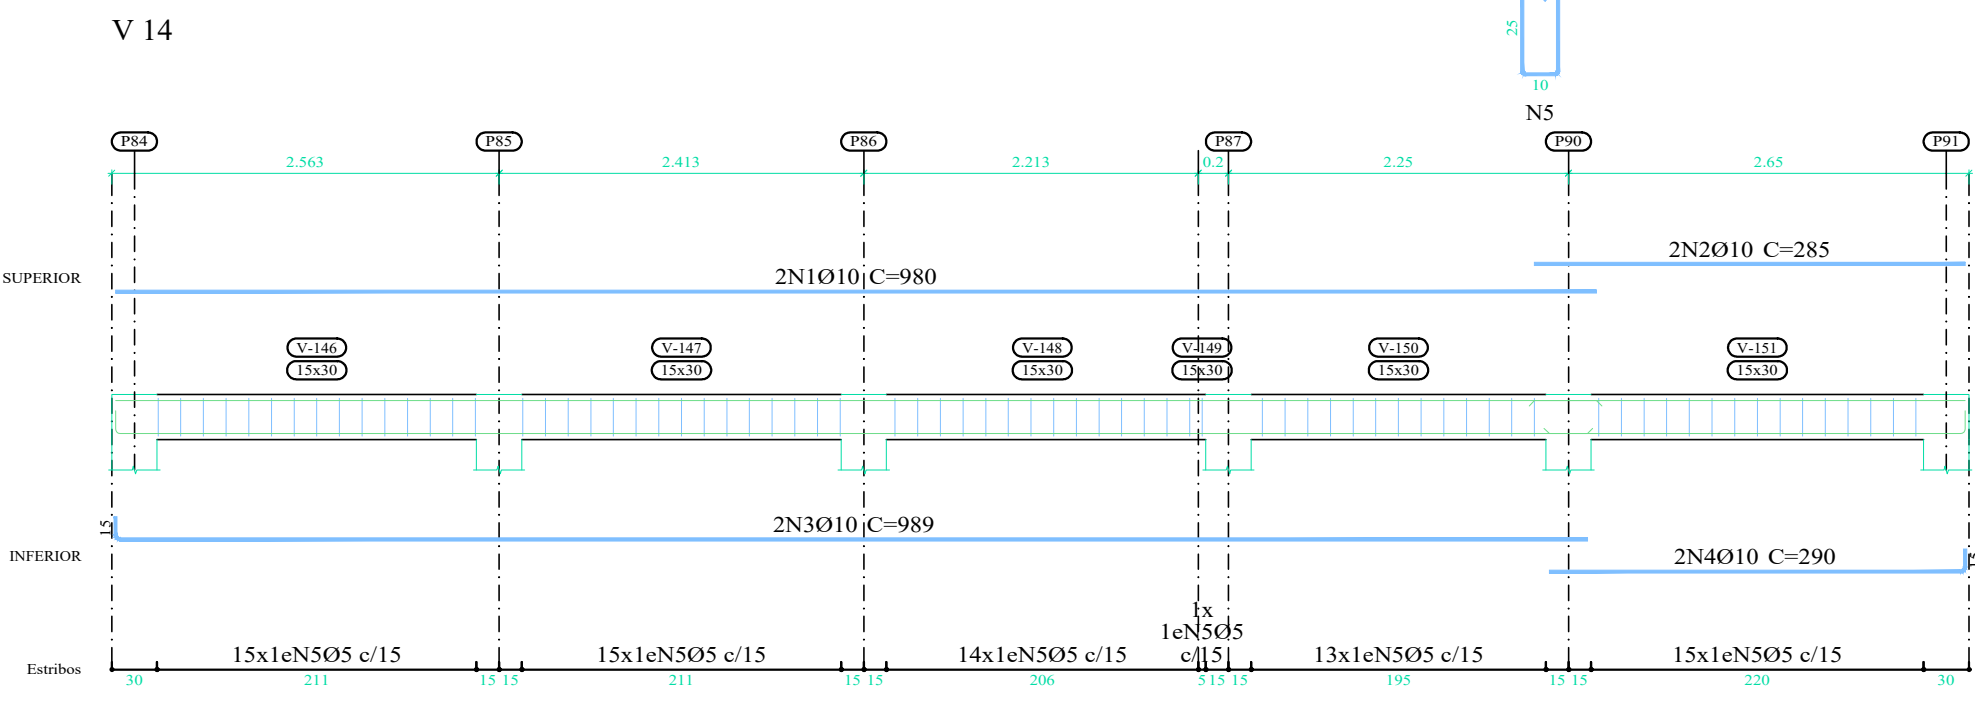 V 14
25
10
N5
P84 P85 P86 P87 P90 P91
2.563 2.413 2.213 0.2 2.25 2.65
2N2Ø10 C=285
SUPERIOR 2N1Ø10 C=980
V-146 V-147 V-148 V-149 V-150 V-151
15x30 15x30 15x30 15x30 15x30 15x30
15
2N3Ø10 C=989
INFERIOR 2N4Ø10 C=290
15
1x
1eN5Ø5
c/15
Estribos 15x1eN5Ø5 c/15 15x1eN5Ø5 c/15 14x1eN5Ø5 c/15 13x1eN5Ø5 c/15 15x1eN5Ø5 c/15
30 211 15 15 211 15 15 206 5 15 15 195 15 15 220 30